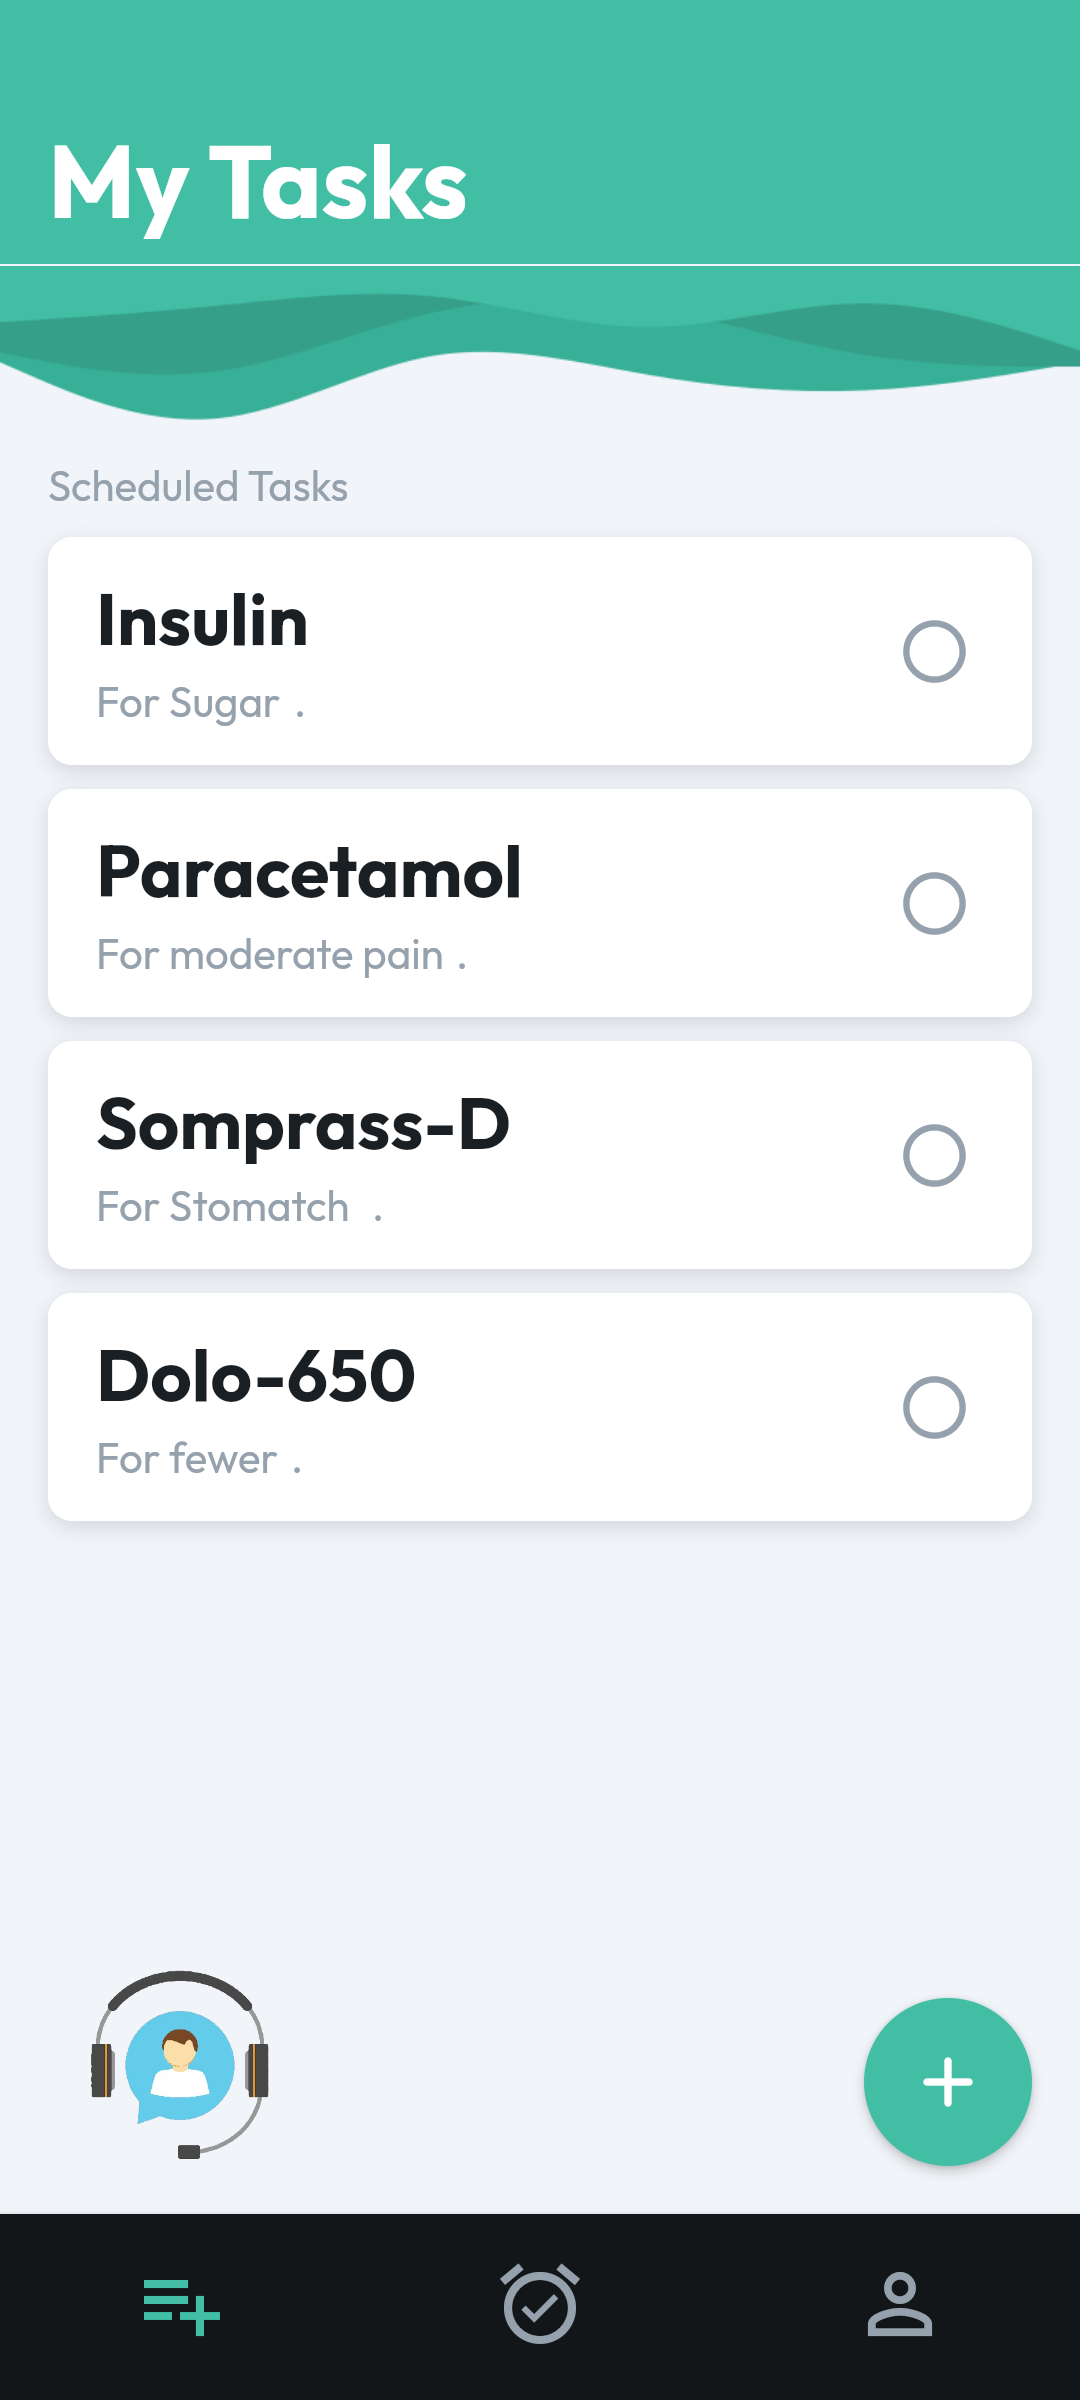 My Tasks
Scheduled Tasks
Insulin
For Sugar .
Paracetamol
For moderate pain .
Somprass-D
For Stomatch .
Dolo-650
For fewer .